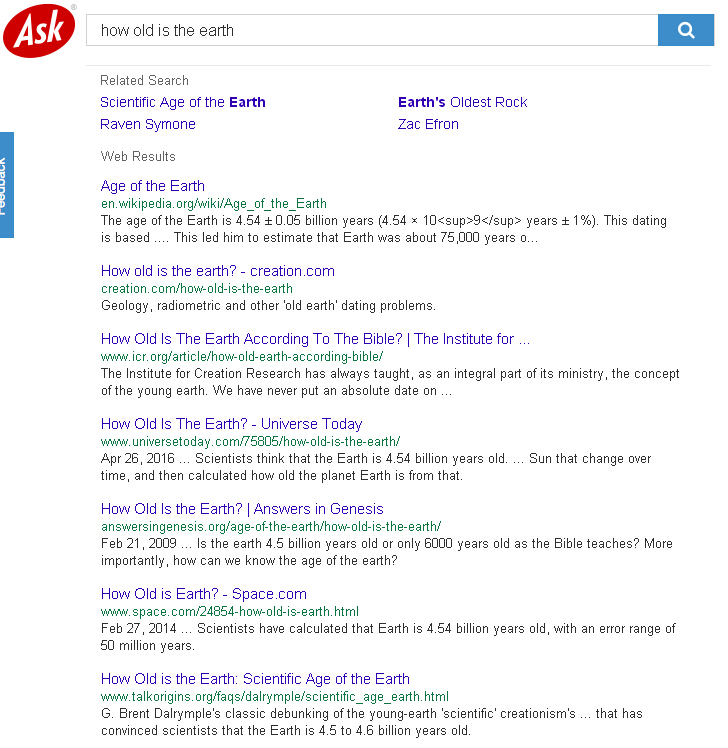 Ask®
how old is the earth
Related Search
Scientific Age of the Earth
Earth's Oldest Rock
Raven Symone
Zac Efron
Feedback
Web Results
Age of the Earth
en.wikipedia.org/wiki/Age_of_the_Earth
The age of the Earth is 4.54 ± 0.05 billion years (4.54 × 10<sup>9</sup> years ± 1%). This dating
is based .... This led him to estimate that Earth was about 75,000 years o...
How old is the earth? - creation.com
creation.com/how-old-is-the-earth
Geology, radiometric and other 'old earth' dating problems.
How Old Is The Earth According To The Bible? | The Institute for ...
www.icr.org/article/how-old-earth-according-bible/
The Institute for Creation Research has always taught, as an integral part of its ministry, the concept
of the young earth. We have never put an absolute date on ...
How Old Is The Earth? - Universe Today
www.universetoday.com/75805/how-old-is-the-earth/
Apr 26, 2016 ... Scientists think that the Earth is 4.54 billion years old. ... Sun that change over
time, and then calculated how old the planet Earth is from that.
How Old Is the Earth? | Answers in Genesis
answersingenesis.org/age-of-the-earth/how-old-is-the-earth/
Feb 21, 2009 ... Is the earth 4.5 billion years old or only 6000 years old as the Bible teaches? More
importantly, how can we know the age of the earth?
How Old is Earth? - Space.com
www.space.com/24854-how-old-is-earth.html
Feb 27, 2014 ... Scientists have calculated that Earth is 4.54 billion years old, with an error range of
50 million years.
How Old is the Earth: Scientific Age of the Earth
www.talkorigins.org/faqs/dalrymple/scientific_age_earth.html
G. Brent Dalrymple's classic debunking of the young-earth 'scientific' creationism's ... that has
convinced scientists that the Earth is 4.5 to 4.6 billion years old.